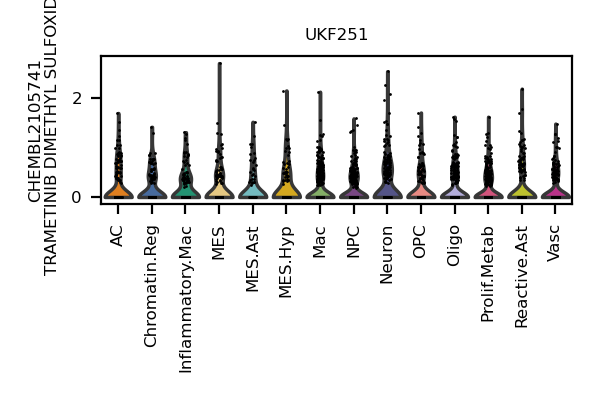 UKF251
CHEMBL2105741
TRAMETINIB DIMETHYL SULFOXID
2
0
AC
Chromatin.Reg
Inflammatory.Mac
MES
MES.Ast
MES.Hyp
Mac
NPC
Neuron
OPC
Oligo
Prolif.Metab
Reactive.Ast
Vasc